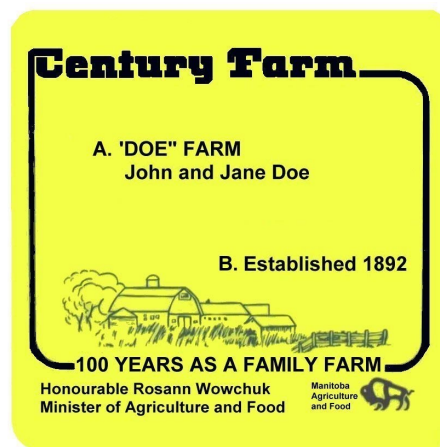 Century Farm
A. 'DOE" FARM
John and Jane Doe
B. Established 1892
100 YEARS AS A FAMILY FARM
Honourable Rosann Wowchuk
Minister of Agriculture and Food
Manitoba
Agriculture
and Food